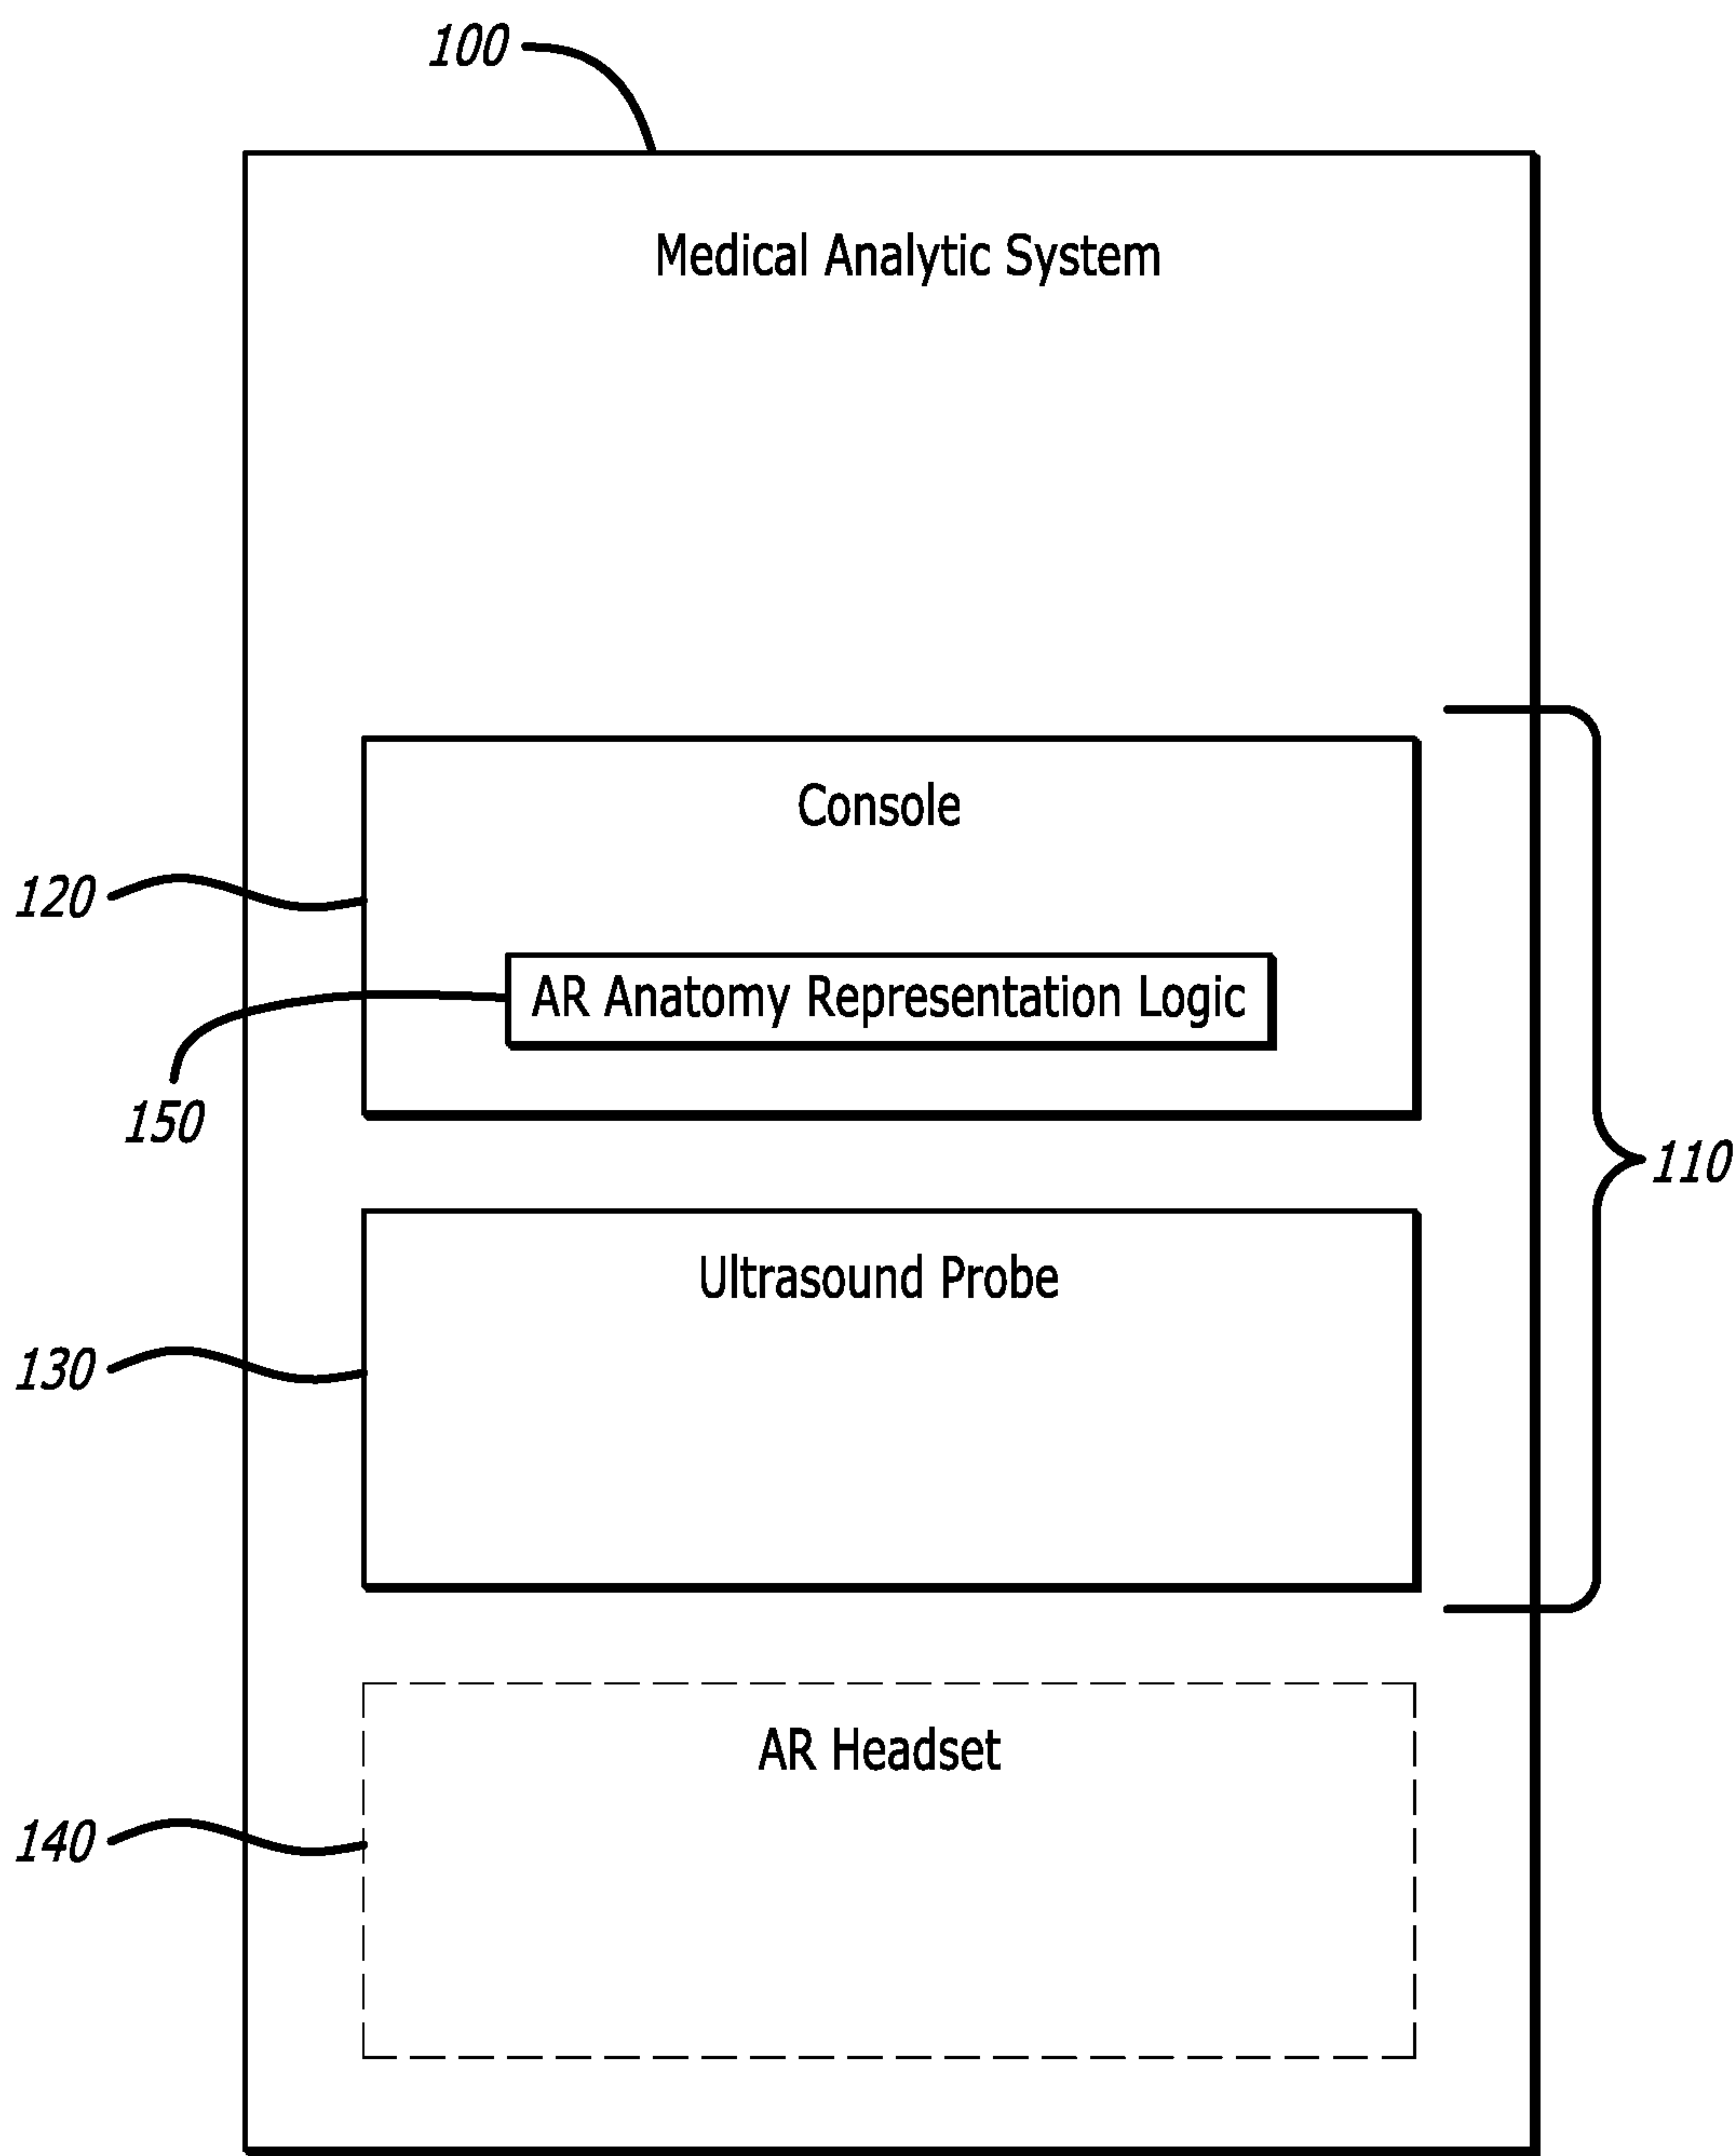 100
Medical Analytic System
Console
120
AR Anatomy Representation Logic
150
110
Ultrasound Probe
130
AR Headset
140